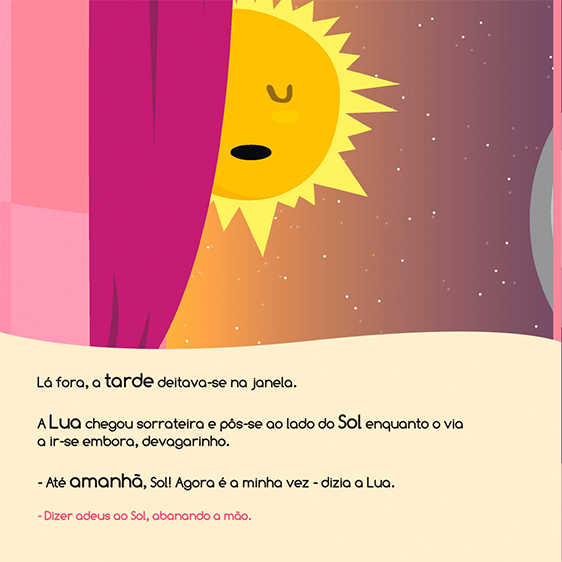 Lá fora, a tarde deitava-se na janela.
A Lua chegou sorrateira e pôs-se ao lado do Sol enquanto o via
a ir-se embora, devagarinho.
- Até amanhã, Sol! Agora é a minha vez - dizia a Lua.
- Dizer adeus ao Sol, abanando a mão.